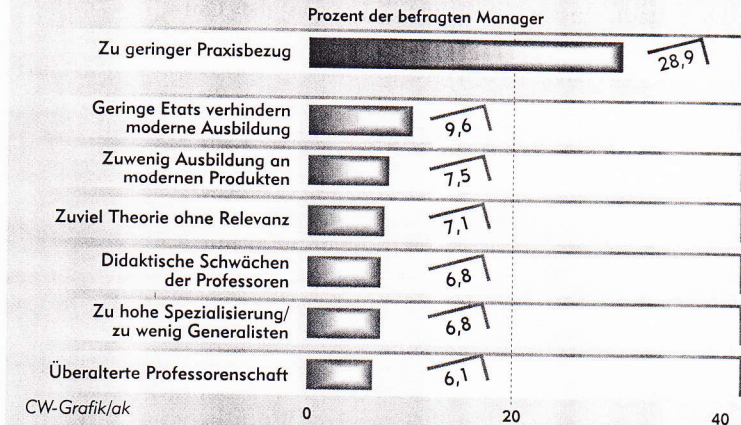 Prozent der befragten Manager
Zu geringer Praxisbezug
28,9
Geringe Etats verhindern
moderne Ausbildung
9,6
Zuwenig Ausbildung an
modernen Produkten
7,5
Zuviel Theorie ohne Relevanz
7,1
Didaktische Schwächen
der Professoren
6,8
Zu hohe Spezialisierung/
zu wenig Generalisten
6,8
Überalterte Professorenschaft
6,1
CW-Grafik/ak
0 20 40